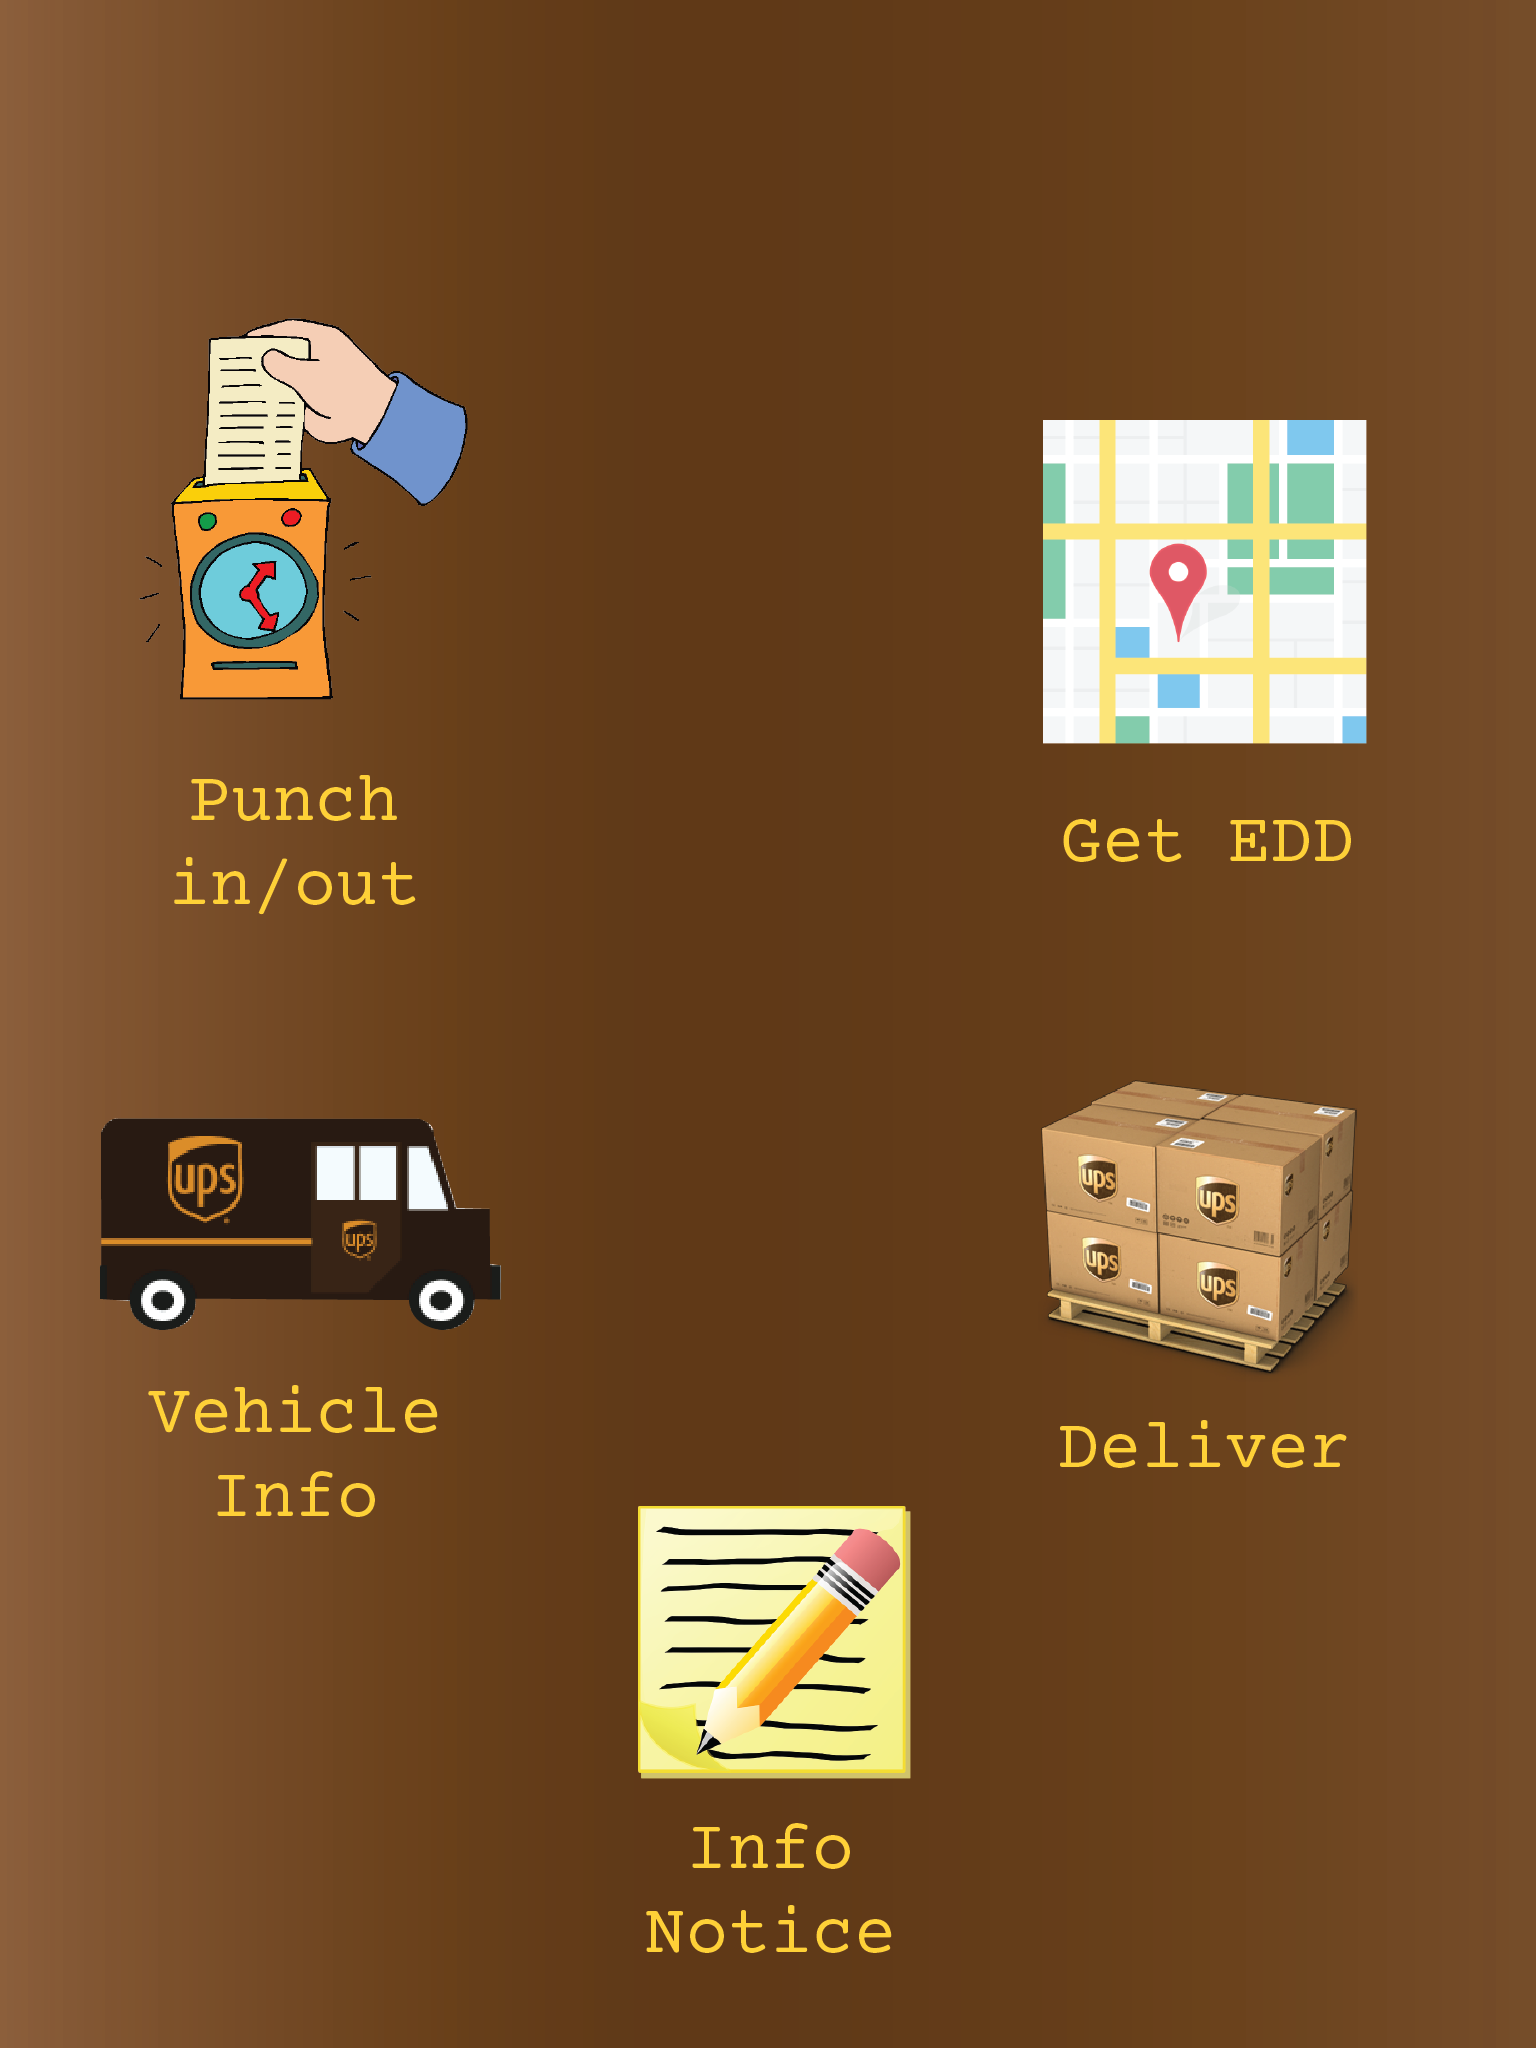 Punch
in/out
Get EDD
ups
ups
Vehicle
Info
ups
ups
ups
ups
Deliver
Info
Notice